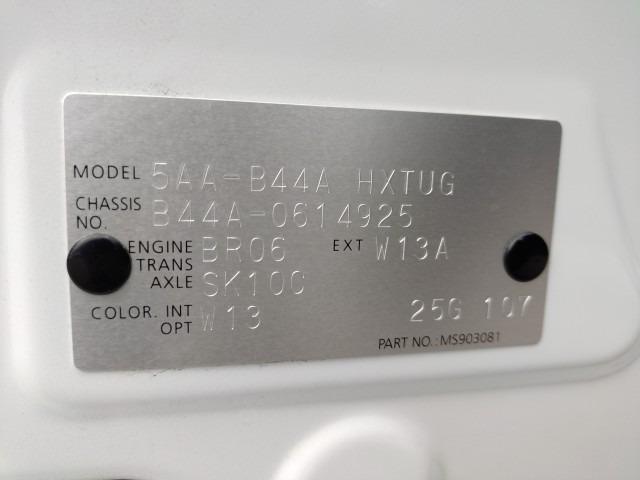 MODEL 5AA-B44A HXTUG
CHASSIS NO. B44A-0614925
ENGINE BR06 EXT W13A
TRANS AXLE SK10C
COLOR. INT OPT W13 25G 10Y
PART NO.: MS903081